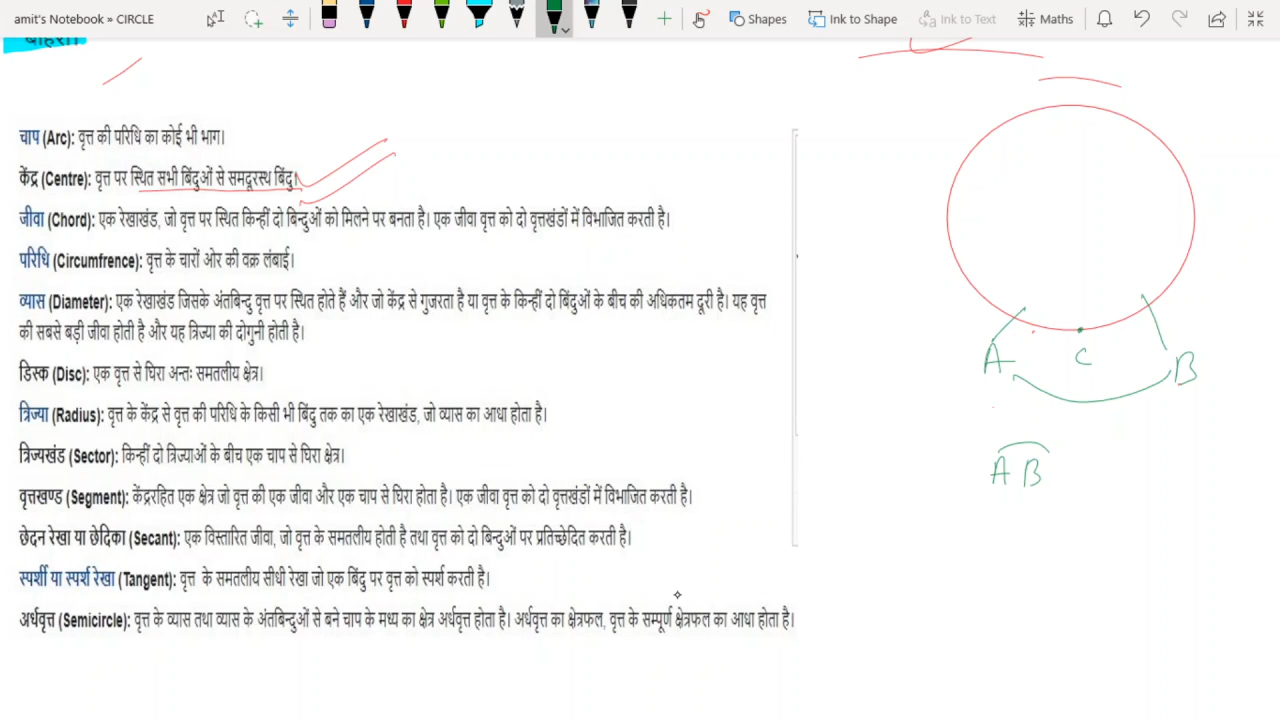 amit's Notebook » CIRCLE
Shapes
Ink to Shape
Ink to Text
Maths
बाहरी।
चाप (Arc): वृत्त की परिधि का कोई भी भाग।
केंद्र (Centre): वृत्त पर स्थित सभी बिंदुओं से समदूरस्थ बिंदु।
जीवा (Chord): एक रेखाखंड, जो वृत्त पर स्थित किन्हीं दो बिन्दुओं को मिलने पर बनता है। एक जीवा वृत्त को दो वृत्तखंडों में विभाजित करती है।
परिधि (Circumfrence): वृत्त के चारों ओर की वक्र लंबाई।
व्यास (Diameter): एक रेखाखंड जिसके अंतबिन्दु वृत्त पर स्थित होते हैं और जो केंद्र से गुजरता है या वृत्त के किन्हीं दो बिंदुओं के बीच की अधिकतम दूरी है। यह वृत्त
की सबसे बड़ी जीवा होती है और यह त्रिज्या की दोगुनी होती है।
डिस्क (Disc): एक वृत्त से घिरा अन्तः समतलीय क्षेत्र।
त्रिज्या (Radius): वृत्त के केंद्र से वृत्त की परिधि के किसी भी बिंदु तक का एक रेखाखंड, जो व्यास का आधा होता है।
त्रिज्यखंड (Sector): किन्हीं दो त्रिज्याओं के बीच एक चाप से घिरा क्षेत्र।
वृत्तखण्ड (Segment): केंद्ररहित एक क्षेत्र जो वृत्त की एक जीवा और एक चाप से घिरा होता है। एक जीवा वृत्त को दो वृत्तखंडों में विभाजित करती है।
छेदन रेखा या छेदिका (Secant): एक विस्तारित जीवा, जो वृत्त के समतलीय होती है तथा वृत्त को दो बिन्दुओं पर प्रतिच्छेदित करती है।
स्पर्शी या स्पर्श रेखा (Tangent): वृत्त के समतलीय सीधी रेखा जो एक बिंदु पर वृत्त को स्पर्श करती है।
अर्धवृत्त (Semicircle): वृत्त के व्यास तथा व्यास के अंतबिन्दुओं से बने चाप के मध्य का क्षेत्र अर्धवृत्त होता है। अर्धवृत्त का क्षेत्रफल, वृत्त के सम्पूर्ण क्षेत्रफल का आधा होता है।
A C B
AB